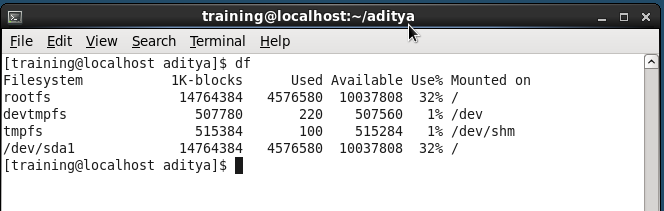 training@localhost:~/aditya
File Edit View Search Terminal Help
[training@localhost aditya]$ df
Filesystem           1K-blocks      Used Available Use% Mounted on
rootfs                14764384   4576580  10037808  32% /
devtmpfs                507780       220    507560   1% /dev
tmpfs                   515384       100    515284   1% /dev/shm
/dev/sda1             14764384   4576580  10037808  32% /
[training@localhost aditya]$